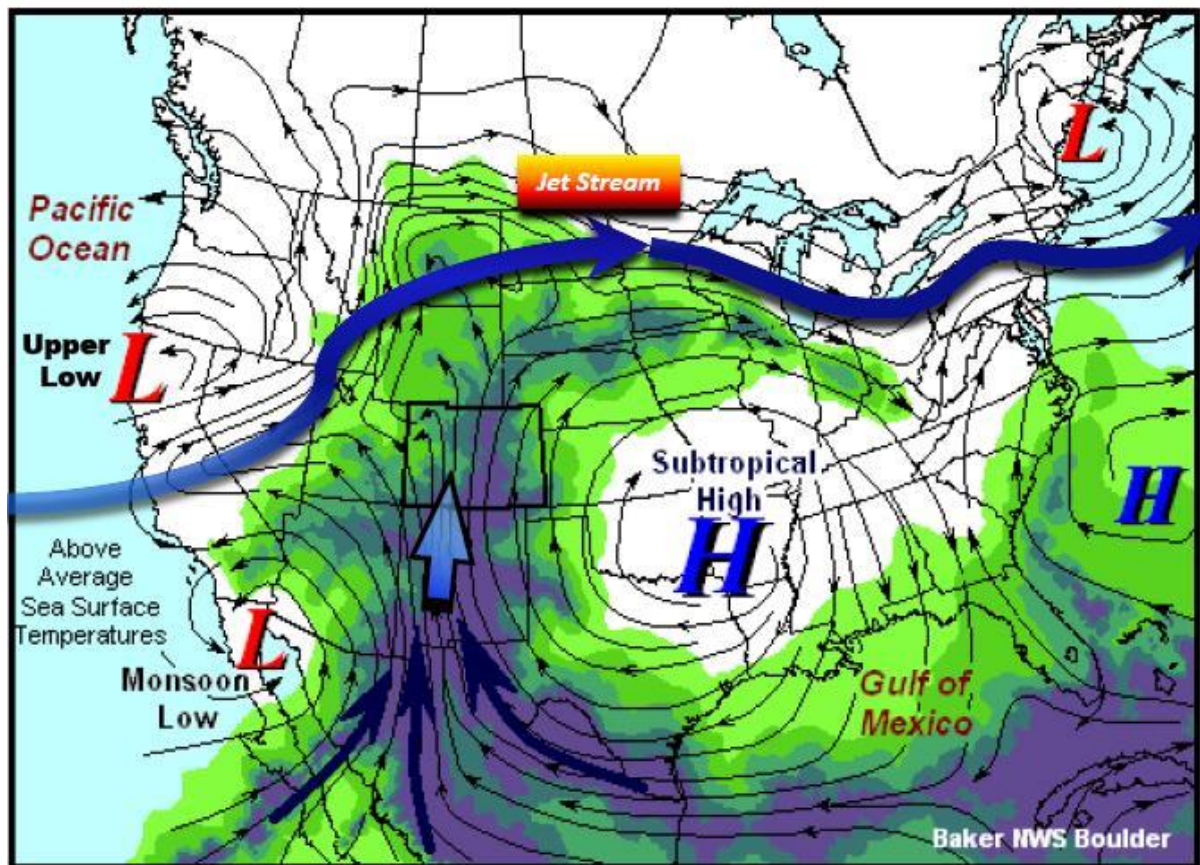 Jet Stream
L
Pacific
Ocean
Upper
Low
L
Subtropical
High
H
H
Above
Average
Sea Surface
Temperatures
L
Monsoon
Low
Gulf of
Mexico
Baker NWS Boulder